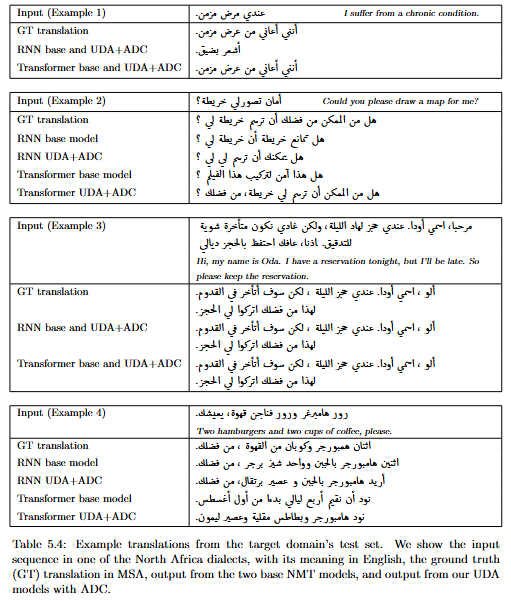 Input (Example 1) عندي مرض مزمن. I suffer from a chronic condition.
GT translation أنني أعاني من عرض مزمن.
RNN base and UDA+ADC أشعر بضيق.
Transformer base and UDA+ADC أنني أعاني من عرض مزمن.
Input (Example 2) أمان تصورلي خريطة؟ Could you please draw a map for me?
GT translation هل من الممكن من فضلك أن ترسم خريطة لي ؟
RNN base model هل تمانع خريطة أن خريطة لي ؟
RNN UDA+ADC هل يمكنك أن ترسم لي لي ؟
Transformer base model هل هذا آمن لتركيب هذا الفيلم ؟
Transformer UDA+ADC هل من الممكن أن ترسم لي خريطة، من فضلك ؟
Input (Example 3) مرحبا، اسمي أودا. عندي حجز لهاد الليلة، ولكن غادي نكون متأخرة شوية
للتدقيق. ‏ عافاك احتفظ بالحجز ديالي
Hi, my name is Oda. I have a reservation tonight, but I'll be late. So
please keep the reservation.
GT translation ألو ، اسمي أودا. عندي حجز الليلة ، لكن سوف أتأخر في القدوم.
لهذا من فضلك اتركوا لي الحجز.
RNN base and UDA+ADC ألو ، اسمي أودا. عندي حجز الليلة ، لكن سوف أتأخر في القدوم.
لهذا من فضلك اتركوا لي الحجز.
Transformer base and UDA+ADC ألو ، اسمي أودا. عندي حجز الليلة ، لكن سوف أتأخر في القدوم.
لهذا من فضلك اتركوا لي الحجز.
Input (Example 4) زوز هامبرغر وزوز فناجن قهوة، يعيشك.
Two hamburgers and two cups of coffee, please.
GT translation اثنان همبورجر وكوبان من القهوة ، من فضلك.
RNN base model اثنين هامبورجر بالجبن وواحد شيز برجر ، من فضلك.
RNN UDA+ADC أريد هامبورجر بالجبن و عصير برتقال، من فضلك.
Transformer base model نود أن نقيم أربع ليالي بدءا من أول أغسطس.
Transformer UDA+ADC نود هامبورجر وبطاطس مقلية وعصير ليمون.
Table 5.4: Example translations from the target domain's test set. We show the input
sequence in one of the North Africa dialects, with its meaning in English, the ground truth
(GT) translation in MSA, output from the two base NMT models, and output from our UDA
models with ADC.